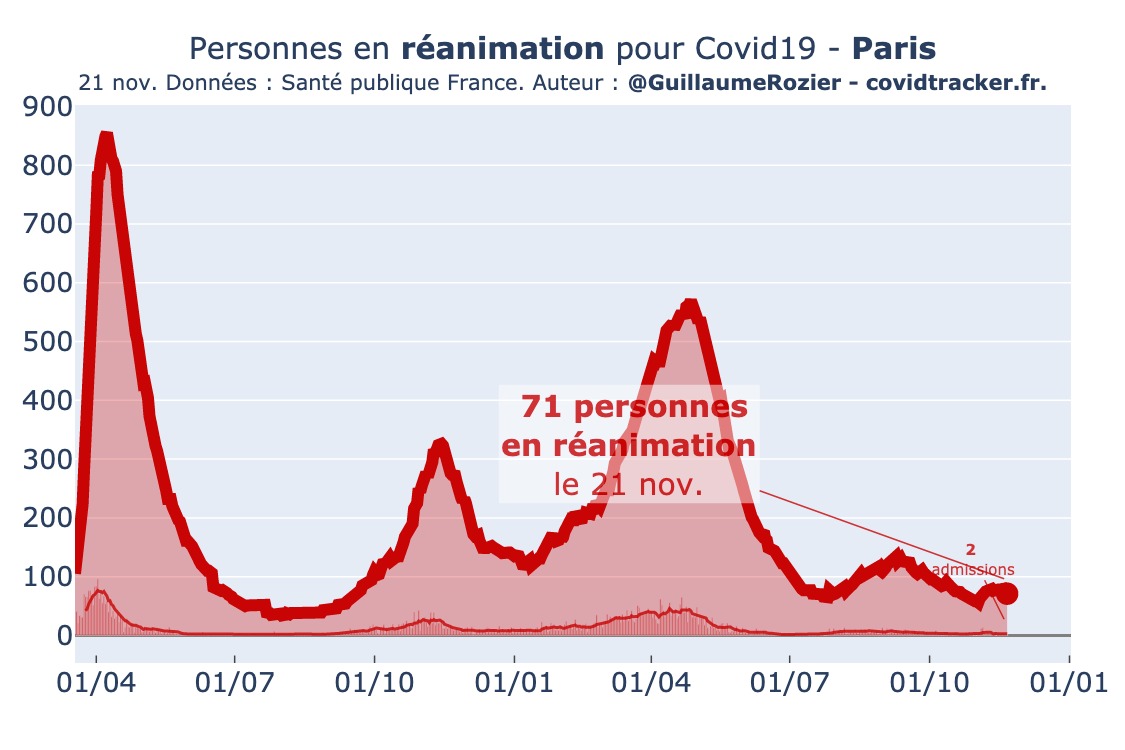 Personnes en réanimation pour Covid19 - Paris
21 nov. Données : Santé publique France. Auteur : @GuillaumeRozier - covidtracker.fr.
900
800
700
600
500
400
300
200
100
0
71 personnes
en réanimation
le 21 nov.
2
admissions
01/04 01/07 01/10 01/01 01/04 01/07 01/10 01/01